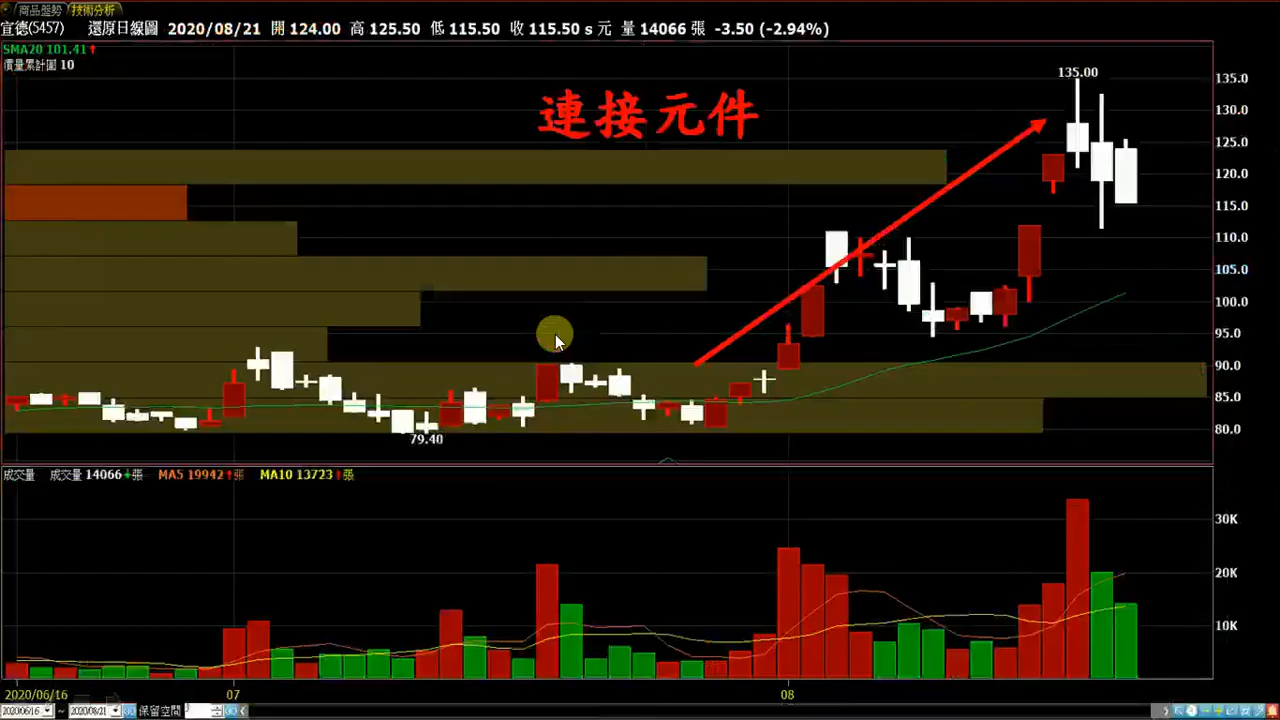 商品盤勢 技術分析
宣德(5457) 還原日線圖 2020/08/21 開 124.00 高 125.50 低 115.50 收 115.50 s 元 量 14066 張 -3.50 (-2.94%)
SMA20 101.41↑
價量累計圖 10
連接元件
135.00
79.40
135.0
130.0
125.0
120.0
115.0
110.0
105.0
100.0
95.0
90.0
85.0
80.0
成交量 成交量 14066↓張 MA5 19942↑張 MA10 13723↑張
30K
20K
10K
2020/06/16 07 08
2020/06/16 ~ 2020/08/21 保留空間